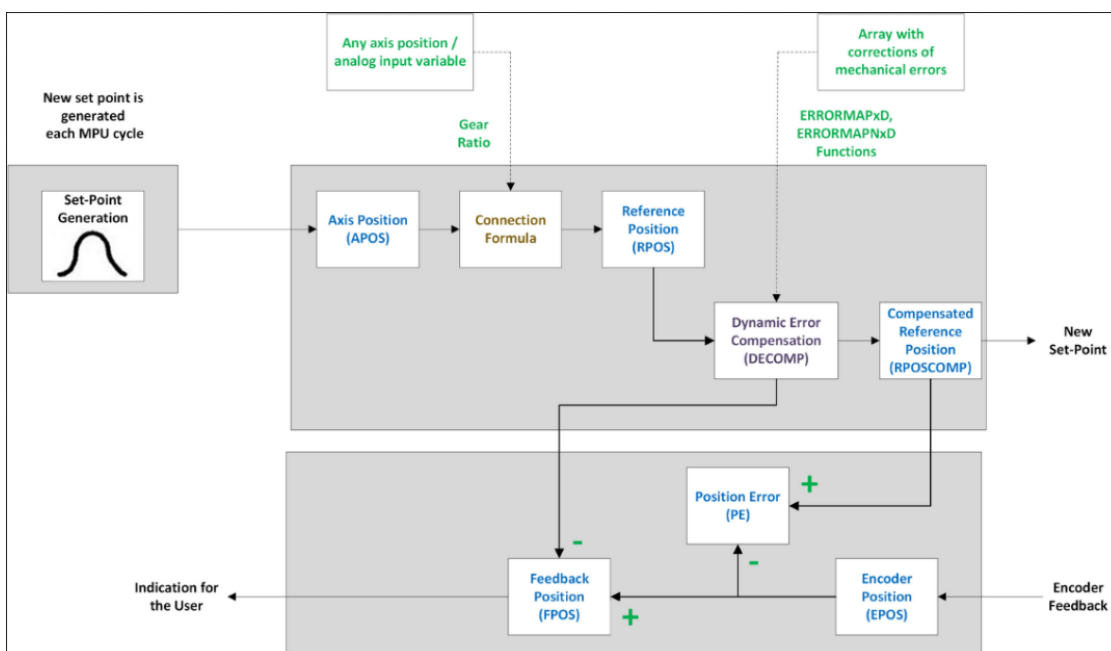 Any axis position /
analog input variable
Array with
corrections of
mechanical errors
New set point is
generated
each MPU cycle
Gear
Ratio
ERRORMAPxD,
ERRORMAPNxD
Functions
Set-Point
Generation
Axis Position
(APOS)
Connection
Formula
Reference
Position
(RPOS)
Dynamic Error
Compensation
(DECOMP)
Compensated
Reference
Position
(RPOSCOMP)
New
Set-Point
Position Error
(PE)
+
-
-
Indication for
the User
Feedback
Position
(FPOS)
+
Encoder
Position
(EPOS)
Encoder
Feedback